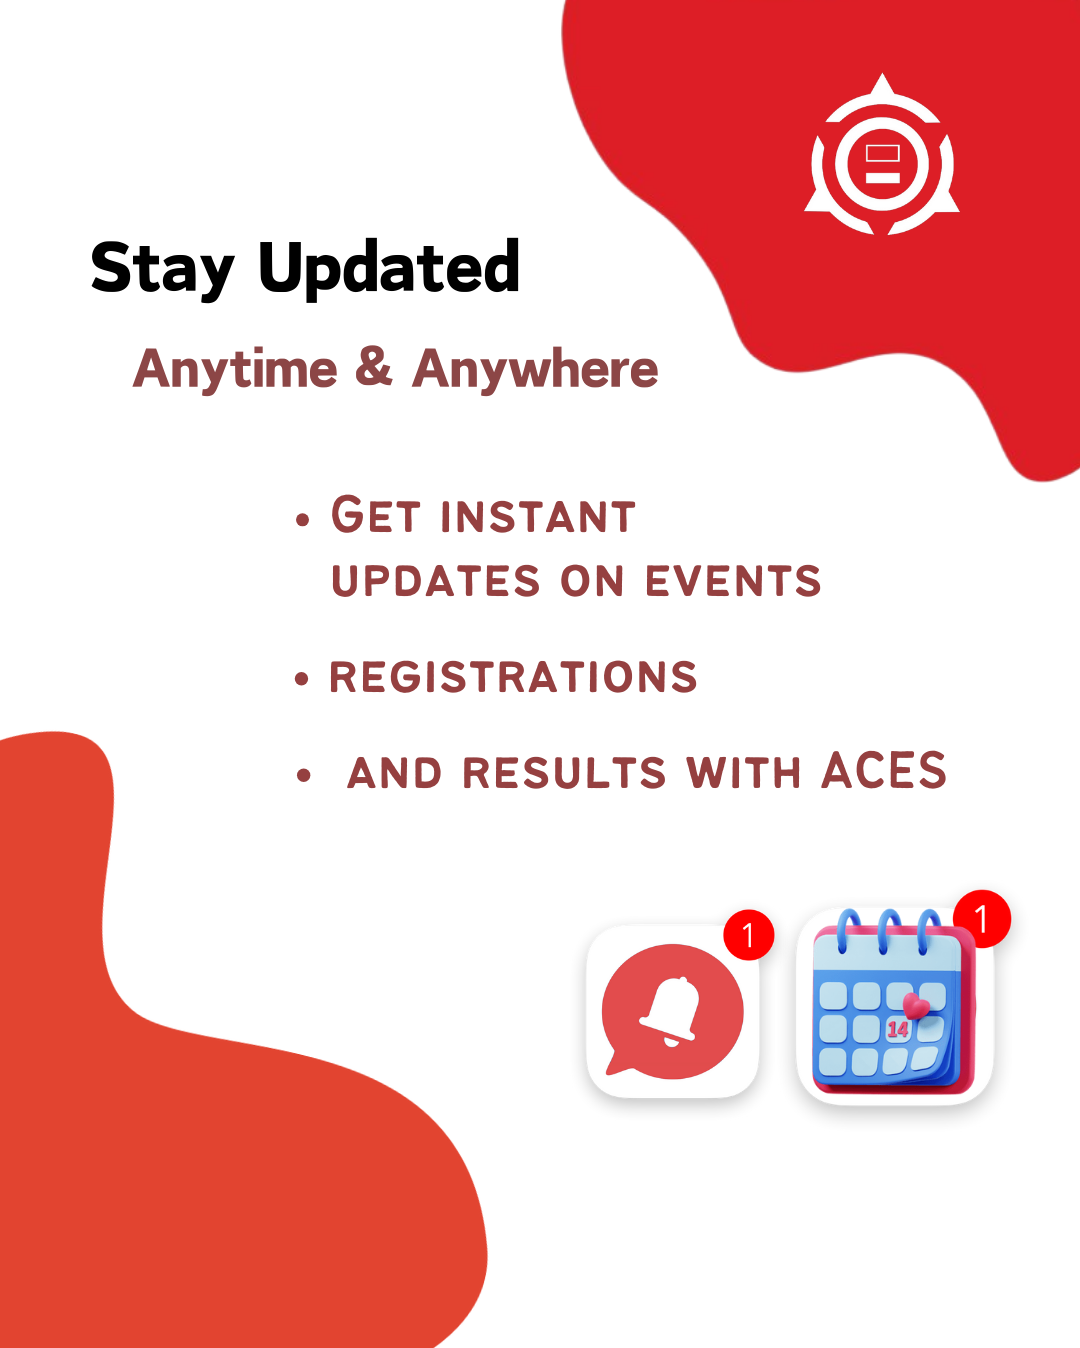 Stay Updated
Anytime & Anywhere
• GET INSTANT
UPDATES ON EVENTS
• REGISTRATIONS
• AND RESULTS WITH ACES
1
1
14